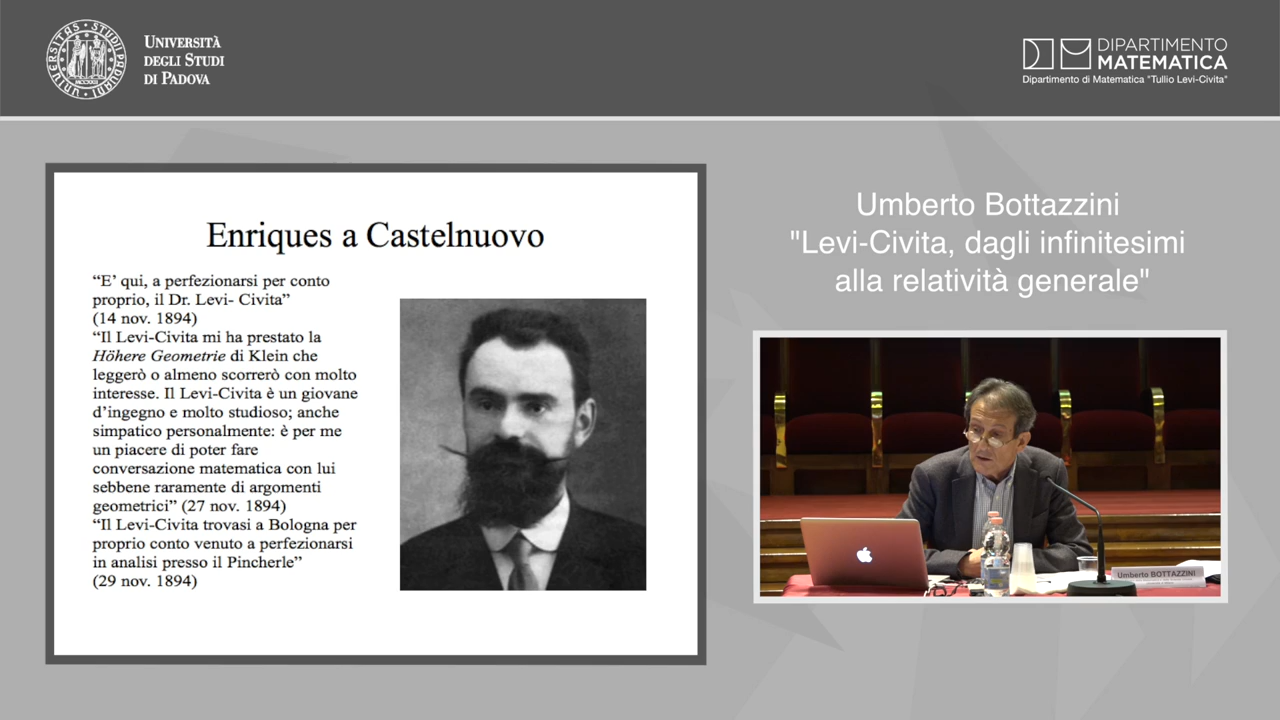 Università
degli Studi
di Padova
DIPARTIMENTO
MATEMATICA
Dipartimento di Matematica "Tullio Levi-Civita"
Enriques a Castelnuovo
“E’ qui, a perfezionarsi per conto
proprio, il Dr. Levi- Civita”
(14 nov. 1894)
“Il Levi-Civita mi ha prestato la
Höhere Geometrie di Klein che
leggerò o almeno scorrerò con molto
interesse. Il Levi-Civita è un giovane
d’ingegno e molto studioso; anche
simpatico personalmente: è per me
un piacere di poter fare
conversazione matematica con lui
sebbene raramente di argomenti
geometrici” (27 nov. 1894)
“Il Levi-Civita trovasi a Bologna per
proprio conto venuto a perfezionarsi
in analisi presso il Pincherle”
(29 nov. 1894)
Umberto Bottazzini
"Levi-Civita, dagli infinitesimi
alla relatività generale"
Umberto BOTTAZZINI